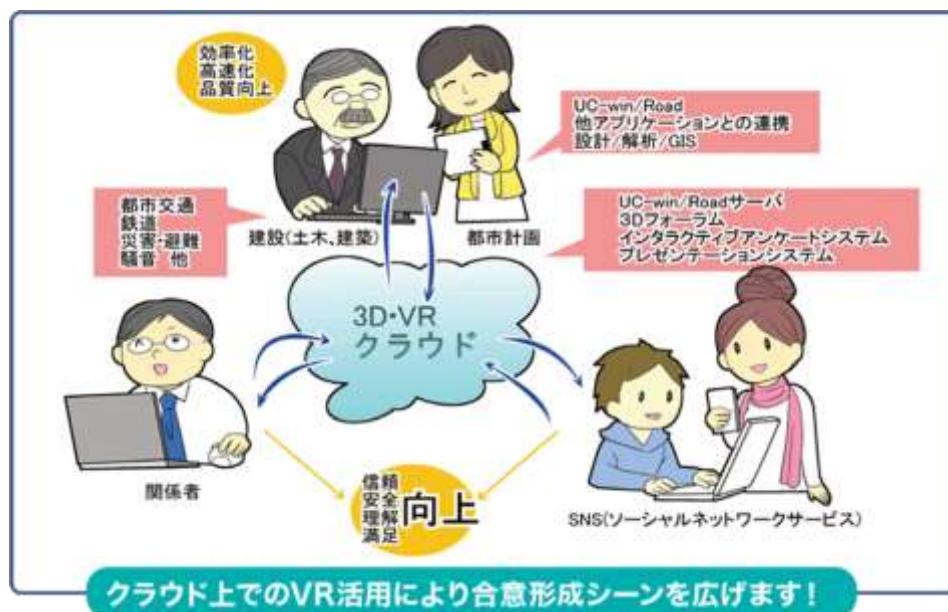 効率化
高速化
品質向上
UC-win/Road
他アプリケーションとの連携
設計/解析/GIS
都市交通
鉄道
災害・避難
騒音 他
建設(土木、建築)
都市計画
UC-win/Roadサーバ
3Dフォーラム
インタラクティブアンケートシステム
プレゼンテーションシステム
3D・VR
クラウド
関係者
信頼
安全
理解
満足
向上
SNS(ソーシャルネットワークサービス)
クラウド上でのVR活用により合意形成シーンを広げます!